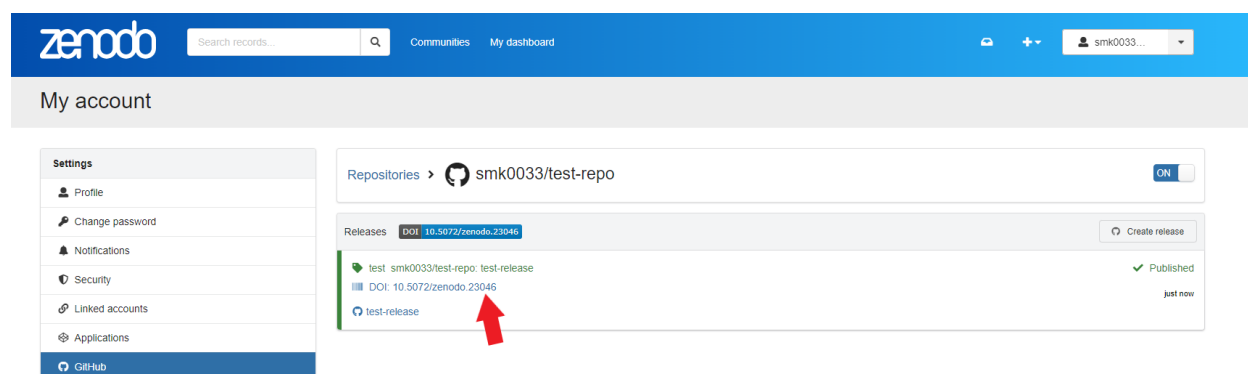 zenodo
Search records...
Communities
My dashboard
smk0033...
My account
Settings
Profile
Change password
Notifications
Security
Linked accounts
Applications
GitHub
Repositories > smk0033/test-repo
ON
Releases
DOI 10.5072/zenodo.23046
Create release
test smk0033/test-repo: test-release
Published
DOI: 10.5072/zenodo.23046
just now
test-release